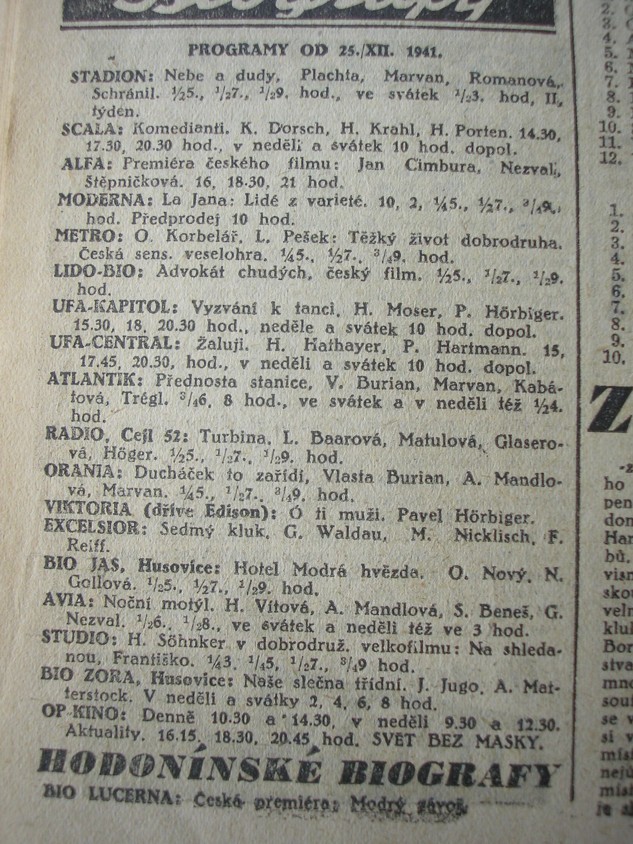 Biografy
PROGRAMY OD 25./XII. 1941.
STADION: Nebe a dudy, Plachta, Marvan, Romanová,
Schránil. ½5., ½7., ½9. hod., ve svátek ½3. hod, II.
týden.
SCALA: Komedianti. K. Dorsch, H. Krahl, H. Porten. 14.30,
17.30, 20.30 hod., v neděli a svátek 10 hod. dopol.
ALFA: Premiéra českého filmu: Jan Cimbura, Nezval,
Štěpničková. 16, 18.30, 21 hod.
MODERNA: La Jana: Lidé z varieté. 10, 2, ¼5., ½7., ¾9.,
hod. Předprodej 10 hod.
METRO: O. Korbelář, L. Pešek: Těžký život dobrodruha.
Česká sens. veselohra. ¼5., ½7., ¾9. hod.
LIDO-BIO: Advokát chudých, český film. ½5., ½7., ½9.
hod.
UFA-KAPITOL: Vyzvání k tanci, H. Moser, P. Hörbiger.
15.30, 18, 20.30 hod., neděle a svátek 10 hod. dopol.
UFA-CENTRAL: Žaluji. H. Hathayer, P. Hartmann. 15,
17.45, 20.30, hod., v neděli a svátek 10 hod. dopol.
ATLANTIK: Přednosta stanice, V. Burian, Marvan, Kabá-
tová, Trégl. ¾6, 8 hod., ve svátek a v neděli též ¼4.
hod.
RADIO, Cejl 52: Turbina, L. Baarová, Matulová, Glasero-
vá, Höger. ½5., ½7., ½9. hod.
ORANIA: Ducháček to zařídí, Vlasta Burian, A. Mandlo-
vá, Marvan. ¼5., ½7., ¾9, hod.
VIKTORIA (dříve Edison): Ó ti muži. Pavel Hörbiger.
EXCELSIOR: Sedmý kluk, G. Waldau, M. Nicklisch, F.
Reiff.
BIO JAS, Husovice: Hotel Modrá hvězda. O. Nový, N.
Gollová. ½5., ½7., ½9. hod.
AVIA: Noční motýl. H. Vítová, A. Mandlová, S. Beneš, G.
Nezval. ½6., ½8., ve svátek a neděli též ve 3 hod.
STUDIO: H. Söhnker v dobrodruž. velkofilmu: Na shleda-
nou, Františko. ¼3. ¼5, ½7., ¾9 hod.
BIO ZORA, Husovice: Naše slečna třídní. J. Jugo, A. Mat-
terstock. V neděli a svátky 2, 4, 6, 8 hod.
OP-KINO: Denně 10.30 a 14.30, v neděli 9.30 a 12.30.
Aktuality. 16.15, 18.30, 20.45 hod. SVĚT BEZ MASKY.
HODONÍNSKÉ BIOGRAFY
BIO LUCERNA: Česká premiéra: Modrý závoj.